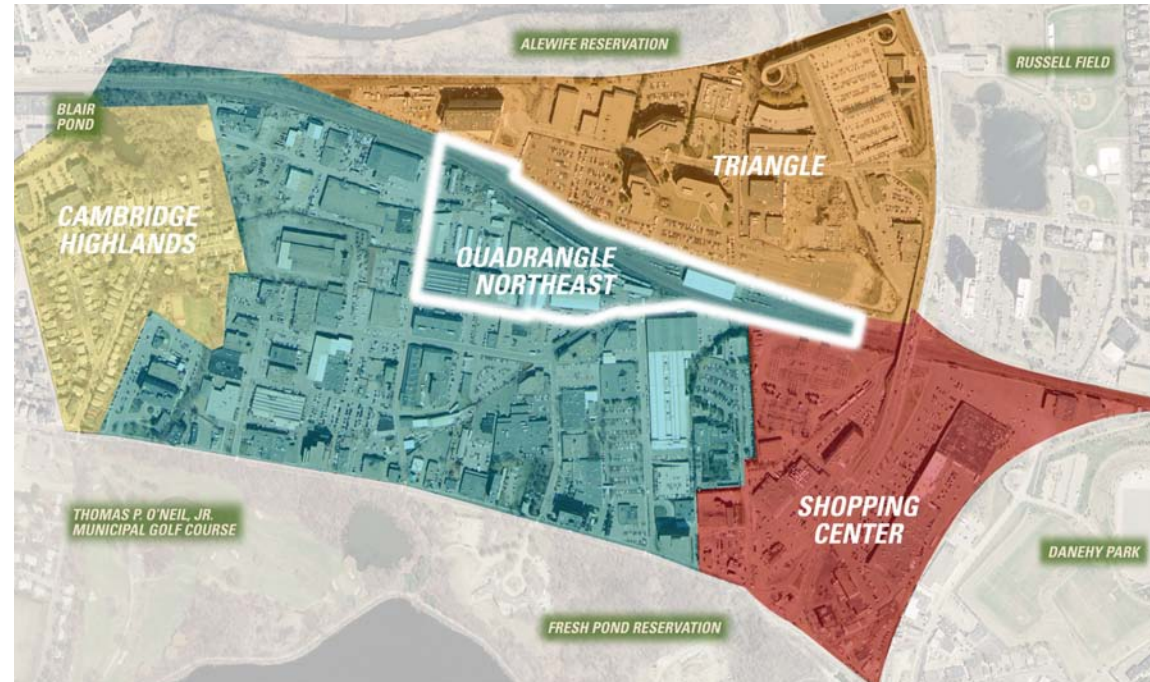 ALEWIFE RESERVATION
RUSSELL FIELD
BLAIR
POND
TRIANGLE
CAMBRIDGE
HIGHLANDS
QUADRANGLE
NORTHEAST
SHOPPING
CENTER
THOMAS P. O'NEIL, JR.
MUNICIPAL GOLF COURSE
DANEHY PARK
FRESH POND RESERVATION